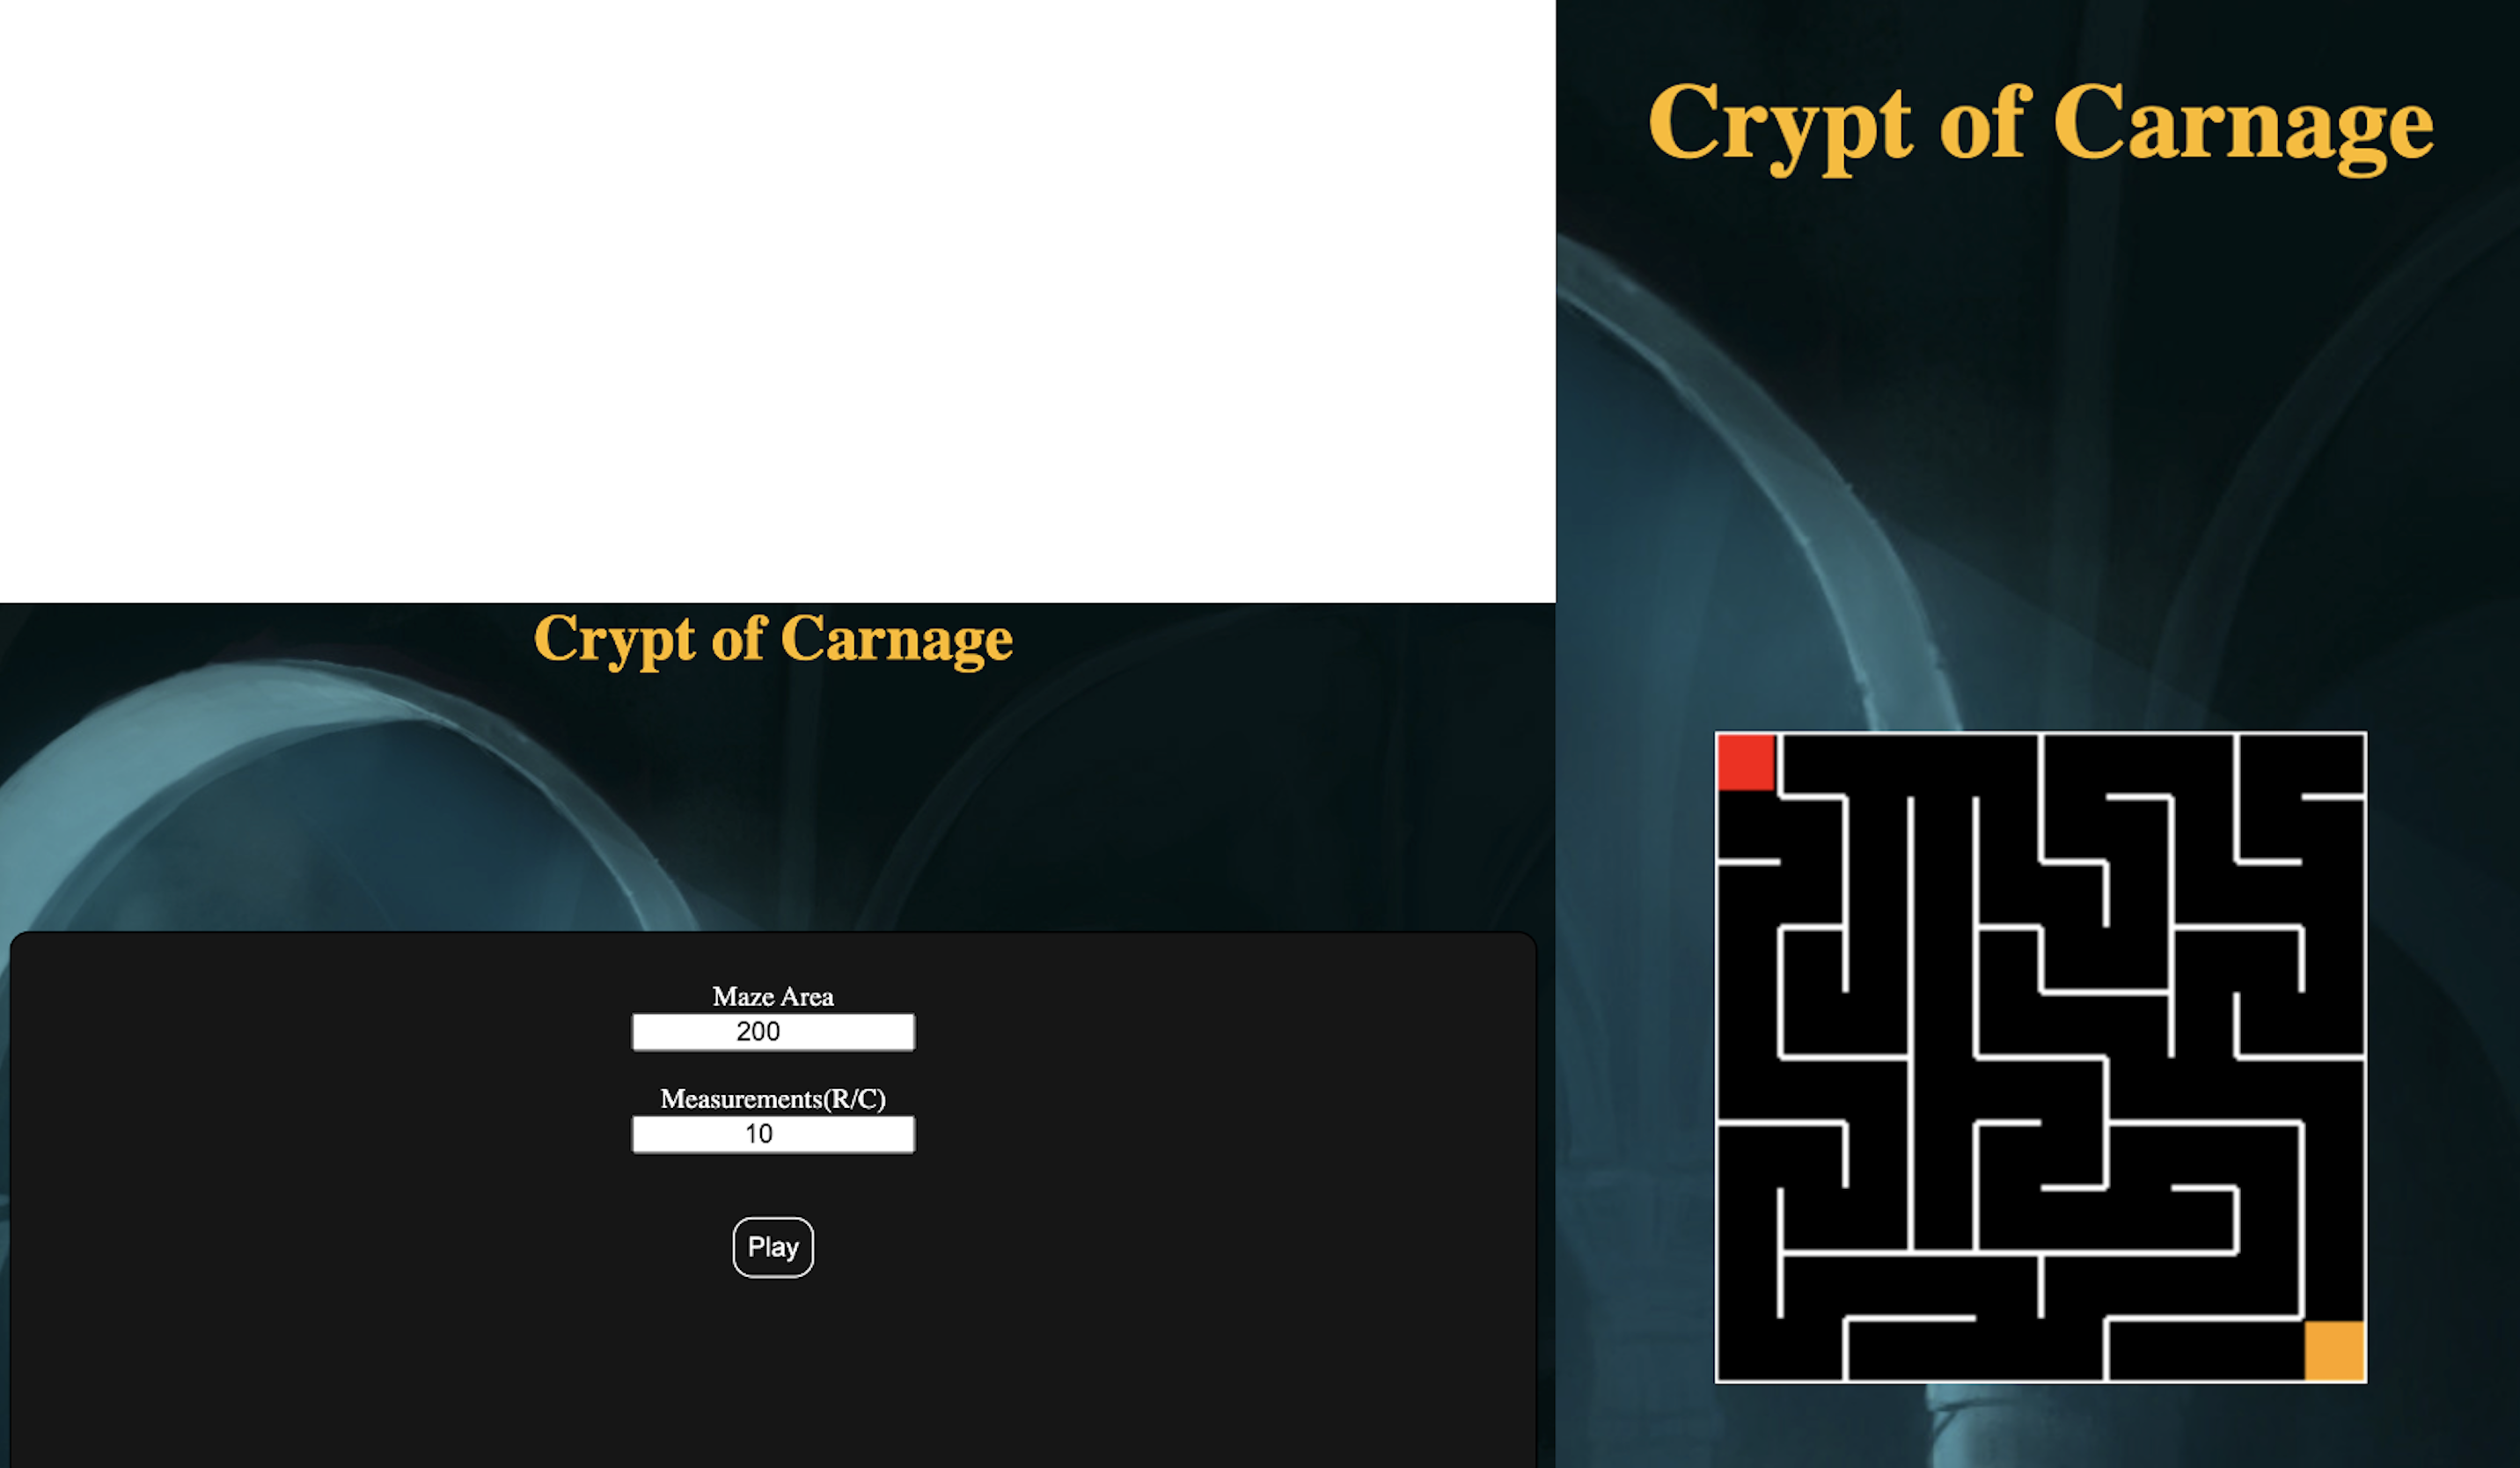 Crypt of Carnage
Maze Area
200
Measurements(R/C)
10
Play
Crypt of Carnage